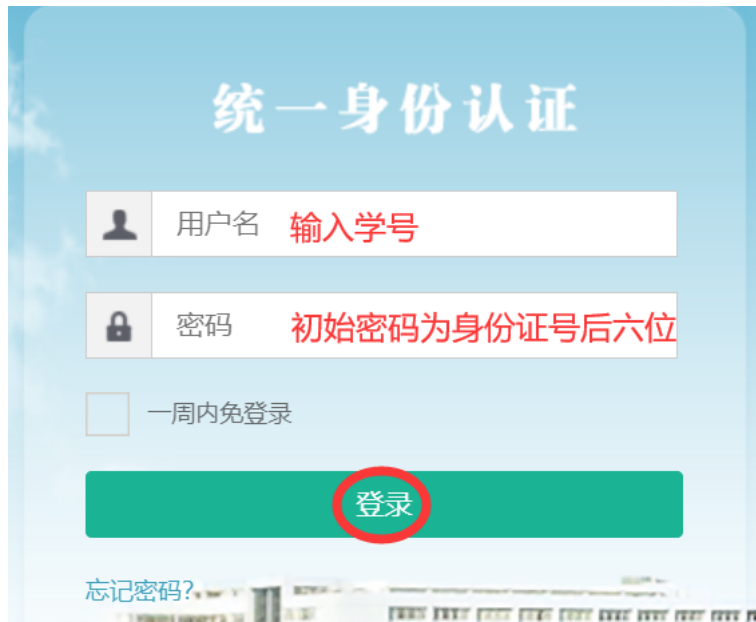 统一身份认证
用户名 输入学号
密码 初始密码为身份证号后六位
一周内免登录
登录
忘记密码?